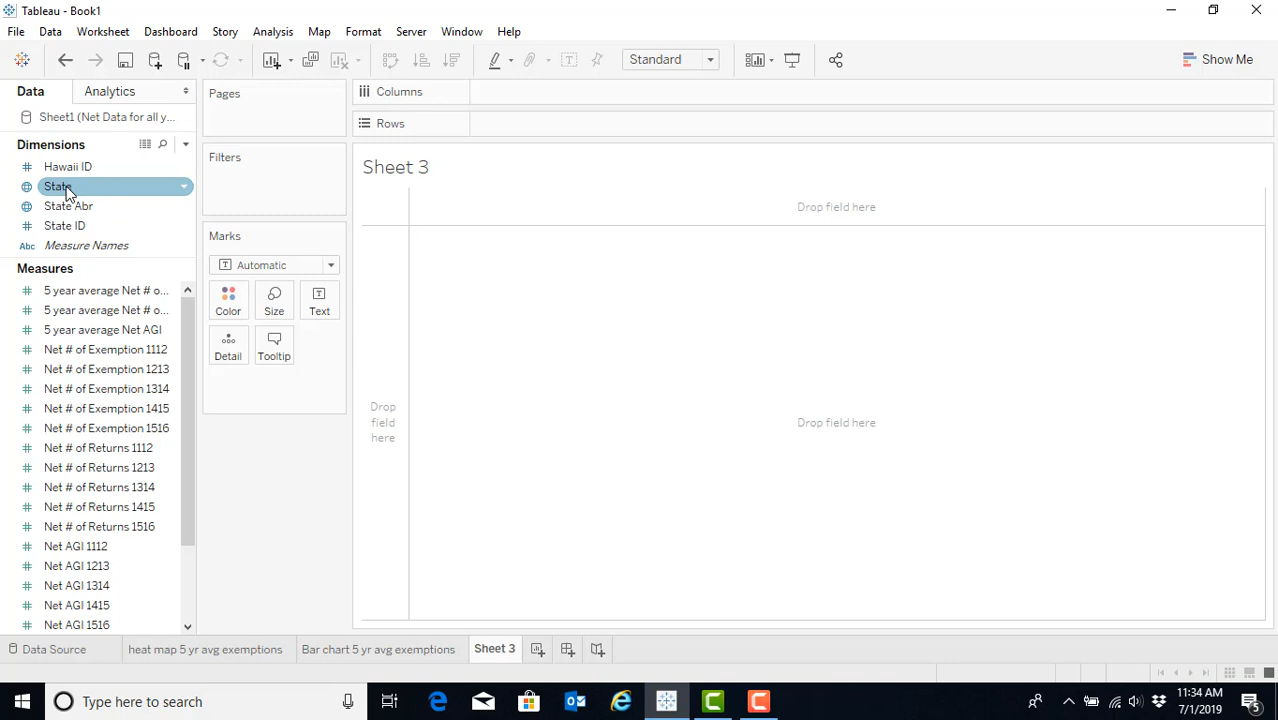 Tableau - Book1
File Data Worksheet Dashboard Story Analysis Map Format Server Window Help
Standard
Show Me
Data Analytics
Sheet1 (Net Data for all y...
Dimensions
Hawaii ID
State
State Abr
State ID
Measure Names
Abc
Measures
5 year average Net # o...
5 year average Net # o...
5 year average Net AGI
Net # of Exemption 1112
Net # of Exemption 1213
Net # of Exemption 1314
Net # of Exemption 1415
Net # of Exemption 1516
Net # of Returns 1112
Net # of Returns 1213
Net # of Returns 1314
Net # of Returns 1415
Net # of Returns 1516
Net AGI 1112
Net AGI 1213
Net AGI 1314
Net AGI 1415
Net AGI 1516
Pages
Filters
Marks
Automatic
Color Size Text
Detail Tooltip
Columns
Rows
Sheet 3
Drop field here
Drop
field
here
Drop field here
Data Source heat map 5 yr avg exemptions Bar chart 5 yr avg exemptions Sheet 3
Type here to search
11:34 AM
7/1/2019
5